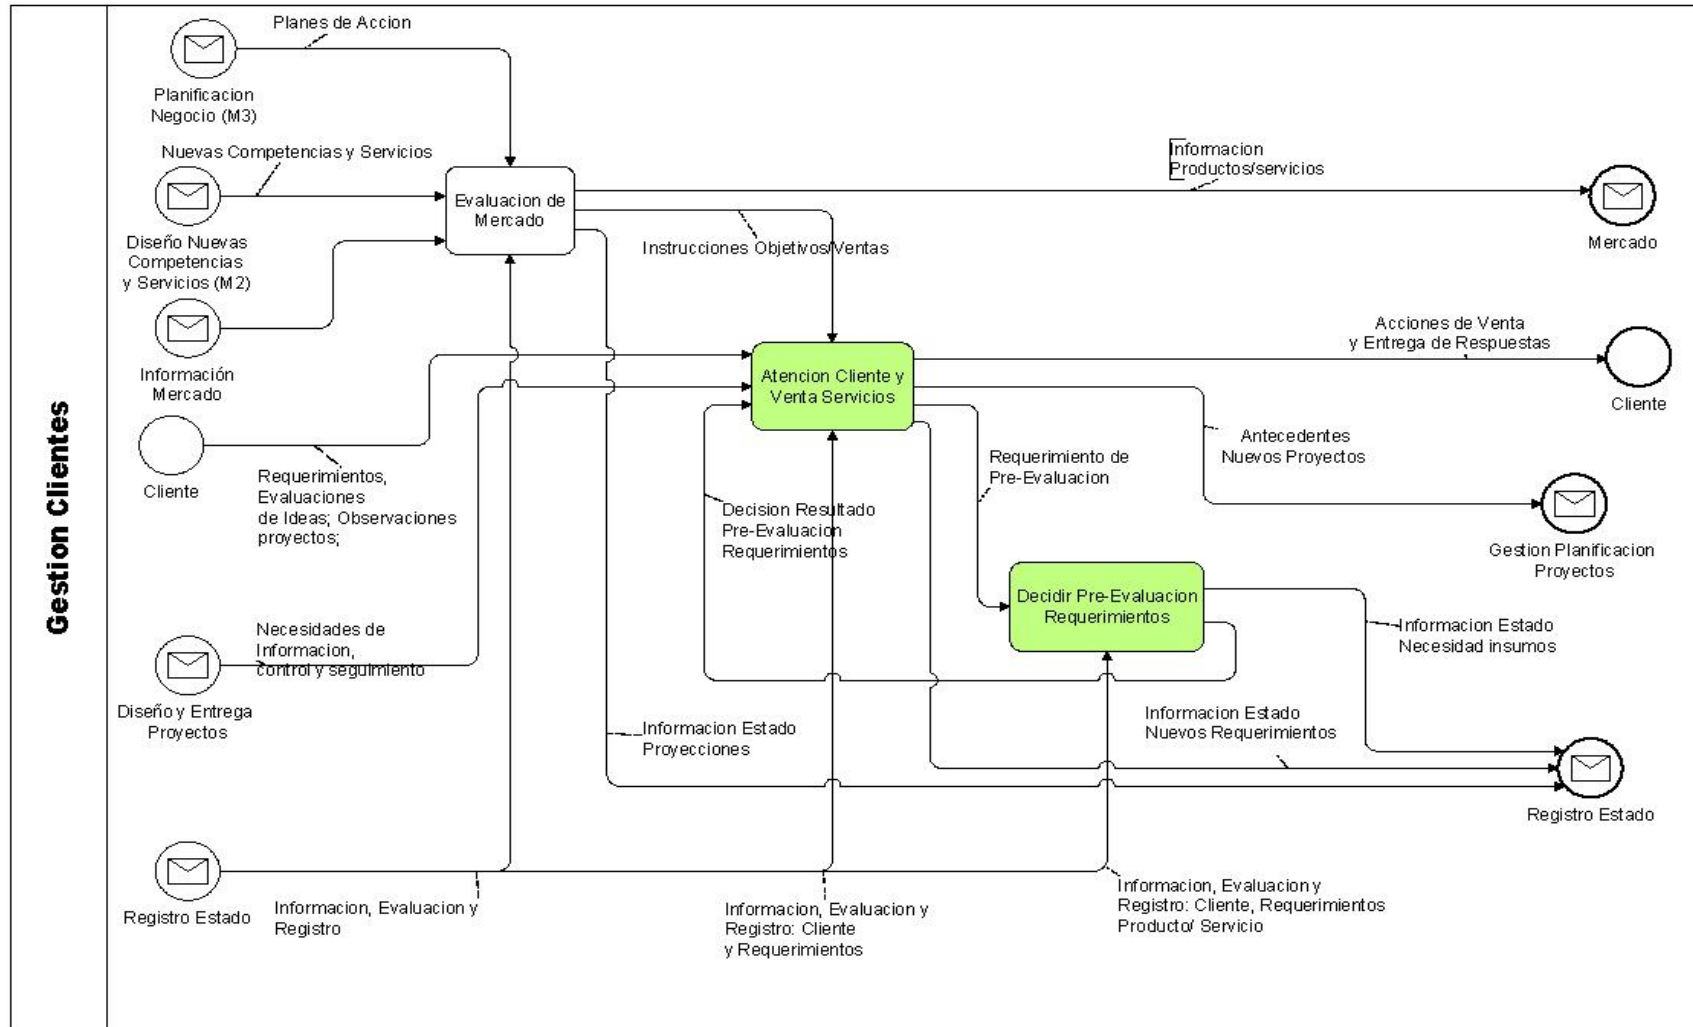 Gestion Clientes
Planes de Accion
Planificacion
Negocio (M3)
Nuevas Competencias y Servicios
Diseño Nuevas
Competencias
y Servicios (M2)
Evaluacion de
Mercado
Informacion
Productos/servicios
Mercado
Instrucciones Objetivos/Ventas
Información
Mercado
Acciones de Venta
y Entrega de Respuestas
Cliente
Atencion Cliente y
Venta Servicios
Cliente
Requerimientos,
Evaluaciones
de Ideas; Observaciones
proyectos;
Antecedentes
Nuevos Proyectos
Requerimiento de
Pre-Evaluacion
Decision Resultado
Pre-Evaluacion
Requerimientos
Gestion Planificacion
Proyectos
Decidir Pre-Evaluacion
Requerimientos
Informacion Estado
Necesidad insumos
Necesidades de
Informacion,
control y seguimiento
Diseño y Entrega
Proyectos
Informacion Estado
Proyecciones
Informacion Estado
Nuevos Requerimientos
Registro Estado
Registro Estado
Informacion, Evaluacion y
Registro
Informacion, Evaluacion y
Registro: Cliente
y Requerimientos
Informacion, Evaluacion y
Registro: Cliente, Requerimientos
Producto/ Servicio